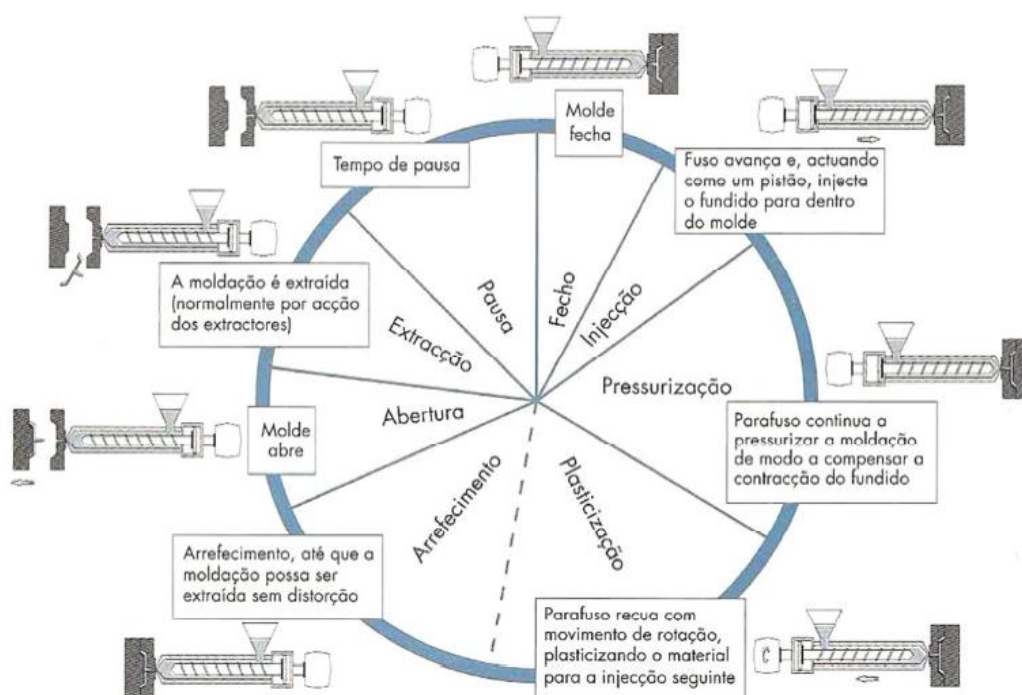 Molde
fecha
Fuso avança e, actuando
como um pistão, injecta
o fundido para dentro
do molde
Tempo de pausa
A moldação é extraída
(normalmente por acção
dos extractores)
Pausa
Fecho
Injecção
Extracção
Pressurização
Abertura
Molde
abre
Parafuso continua a
pressurizar a moldação
de modo a compensar a
contracção do fundido
Arrefecimento
Plasticização
Arrefecimento, até que a
moldação possa ser
extraída sem distorção
Parafuso recua com
movimento de rotação,
plasticizando o material
para a injecção seguinte